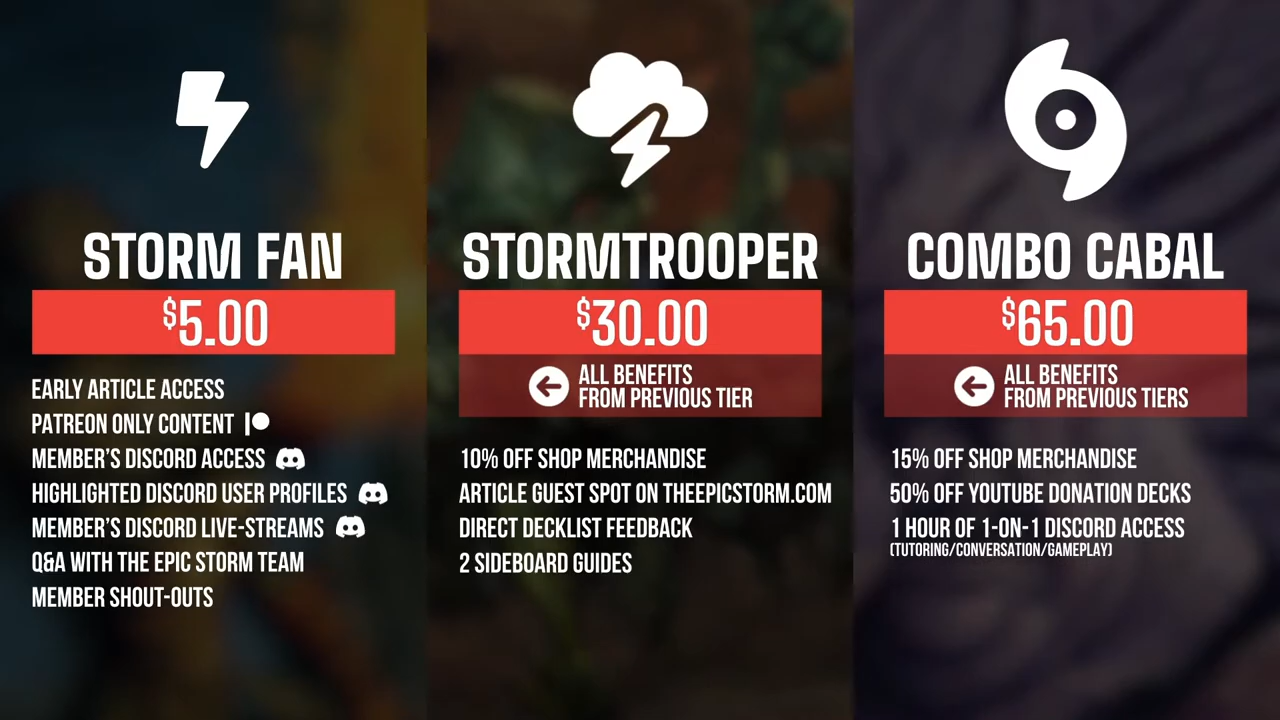 STORM FAN
$5.00
EARLY ARTICLE ACCESS
PATREON ONLY CONTENT
MEMBER'S DISCORD ACCESS
HIGHLIGHTED DISCORD USER PROFILES
MEMBER'S DISCORD LIVE-STREAMS
Q&A WITH THE EPIC STORM TEAM
MEMBER SHOUT-OUTS
STORMTROOPER
$30.00
ALL BENEFITS
FROM PREVIOUS TIER
10% OFF SHOP MERCHANDISE
ARTICLE GUEST SPOT ON THEEPICSTORM.COM
DIRECT DECKLIST FEEDBACK
2 SIDEBOARD GUIDES
COMBO CABAL
$65.00
ALL BENEFITS
FROM PREVIOUS TIERS
15% OFF SHOP MERCHANDISE
50% OFF YOUTUBE DONATION DECKS
1 HOUR OF 1-ON-1 DISCORD ACCESS
(TUTORING/CONVERSATION/GAMEPLAY)